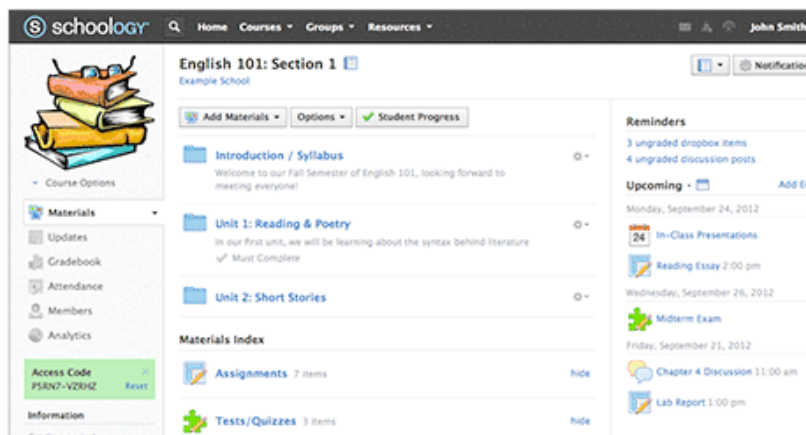 schoology
Home Courses Groups Resources
John Smith
English 101: Section 1
Example School
Notification
Add Materials Options Student Progress
Course Options
Materials
Updates
Gradebook
Attendance
Members
Analytics
Access Code
Reset
Information
Introduction / Syllabus
Welcome to our Fall Semester of English 101, looking forward to
meeting everyone!
Unit 1: Reading & Poetry
In our first unit, we will be learning about the syntax behind literature
Must Complete
Unit 2: Short Stories
Materials Index
Assignments 7 items hide
Tests/Quizzes 3 items hide
Reminders
3 ungraded dropbox items
4 ungraded discussion posts
Upcoming Add E
Monday, September 24, 2012
24 In-Class Presentations
Reading Essay 2:00 pm
Wednesday, September 26, 2012
Midterm Exam
Friday, September 21, 2012
Chapter 4 Discussion 11:00 am
Lab Report 1:00 pm